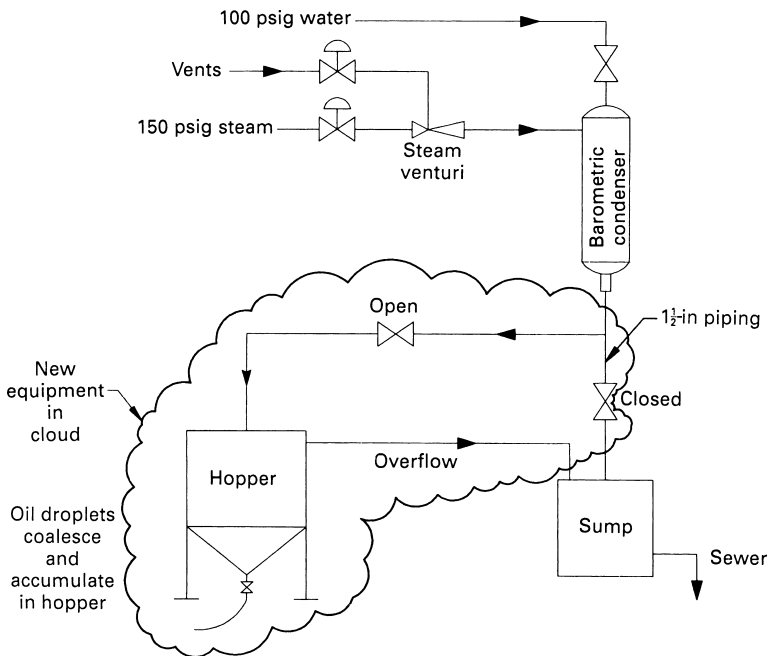 100 psig water
Vents
150 psig steam
Steam
venturi
Barometric
condenser
Open
1½-in piping
New
equipment
in
cloud
Closed
Hopper
Overflow
Oil droplets
coalesce
and
accumulate
in hopper
Sump
Sewer